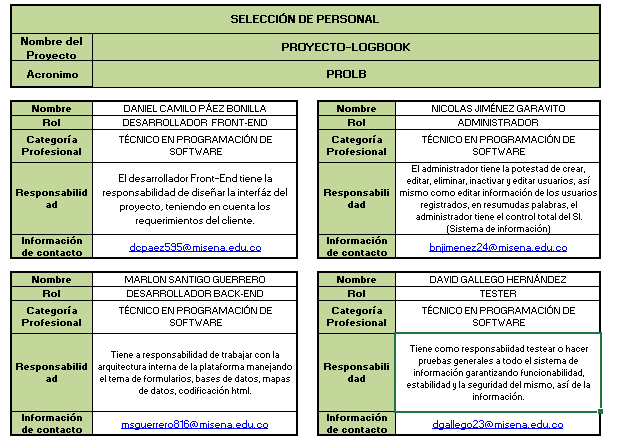 SELECCIÓN DE PERSONAL
Nombre del
Proyecto
PROYECTO-LOGBOOK
Acronimo
PROLB
Nombre
DANIEL CAMILO PÁEZ BONILLA
Rol
DESARROLLADOR FRONT-END
Categoría
Profesional
TÉCNICO EN PROGRAMACIÓN DE
SOFTWARE
Responsabilid
ad
El desarrollador Front-End tiene la
responsabilidad de diseñar la interfáz del
proyecto, teniendo en cuenta los
requerimientos del cliente.
Información
de contacto
dcpaez595@misena.edu.co
Nombre
NICOLAS JIMÉNEZ GARAVITO
Rol
ADMINISTRADOR
Categoría
Profesional
TÉCNICO EN PROGRAMACIÓN DE
SOFTWARE
Responsabili
dad
El administrador tiene la potestad de crear,
editar, eliminar, inactivar y editar usuarios, así
mismo como editar información de los usuarios
registrados, en resumudas palabras, el
administrador tiene el control total del SI.
(Sistema de información)
Información
de contacto
bnjimenez24@misena.edu.co
Nombre
MARLON SANTIGO GUERRERO
Rol
DESARROLLADOR BACK-END
Categoría
Profesional
TÉCNICO EN PROGRAMACIÓN DE
SOFTWARE
Responsabilid
ad
Tiene a responsabilidad de trabajar con la
arquitectura interna de la plataforma manejando
el tema de formularios, bases de datos, mapas
de datos, codificación html.
Información
de contacto
msguerrero816@misena.edu.co
Nombre
DAVID GALLEGO HERNÁNDEZ
Rol
TESTER
Categoría
Profesional
TÉCNICO EN PROGRAMACIÓN DE
SOFTWARE
Responsabili
dad
Tiene como responsabiidad testear o hacer
pruebas generales a todo el sistema de
información garantizando funcionabilidad,
estabilidad y la seguridad del mismo, así de la
información.
Información
de contacto
dgallego23@misena.edu.co